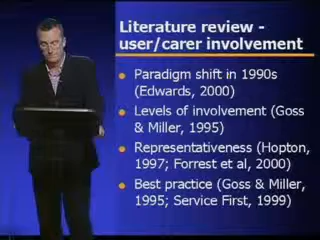 Literature review -
user/carer involvement
Paradigm shift in 1990s
(Edwards, 2000)
Levels of involvement (Goss
& Miller, 1995)
Representativeness (Hopton,
1997; Forrest et al, 2000)
Best practice (Goss & Miller,
1995; Service First, 1999)